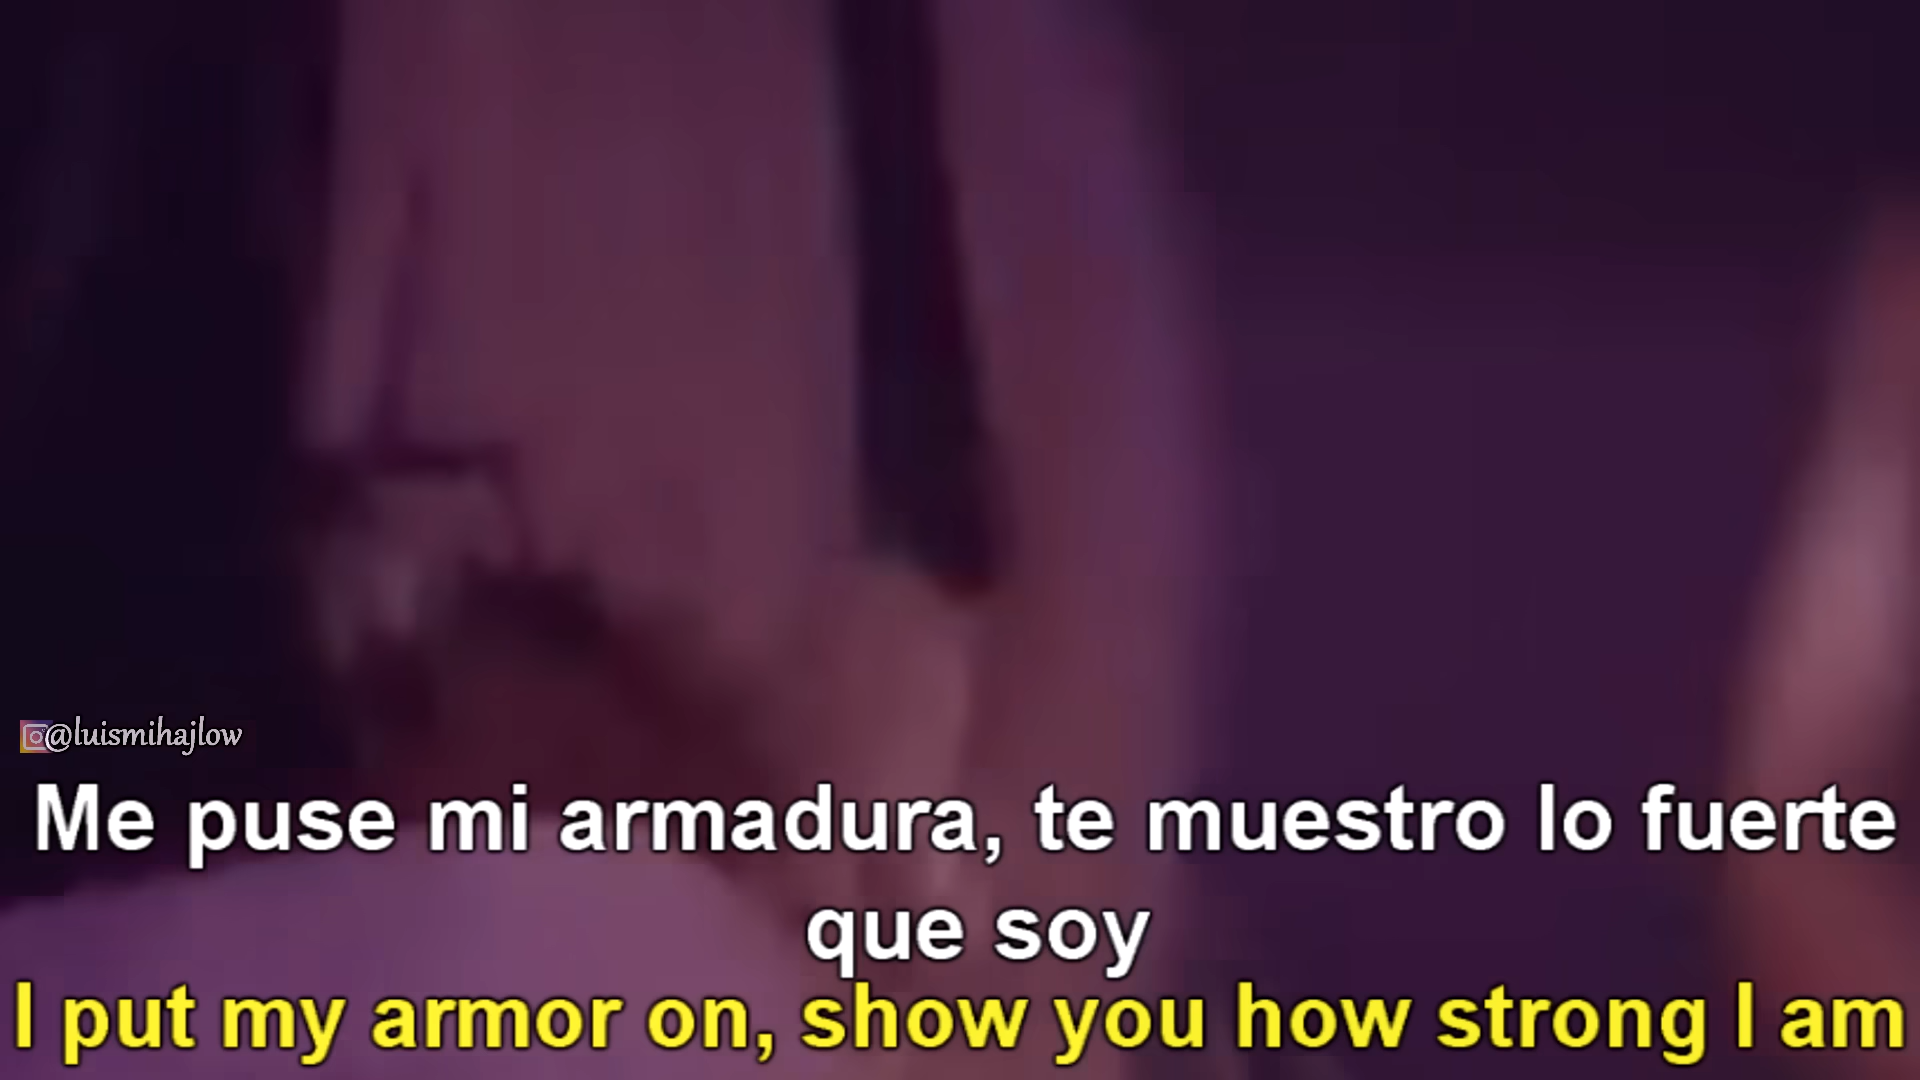 @luismihajlow
Me puse mi armadura, te muestro lo fuerte
que soy
I put my armor on, show you how strong I am